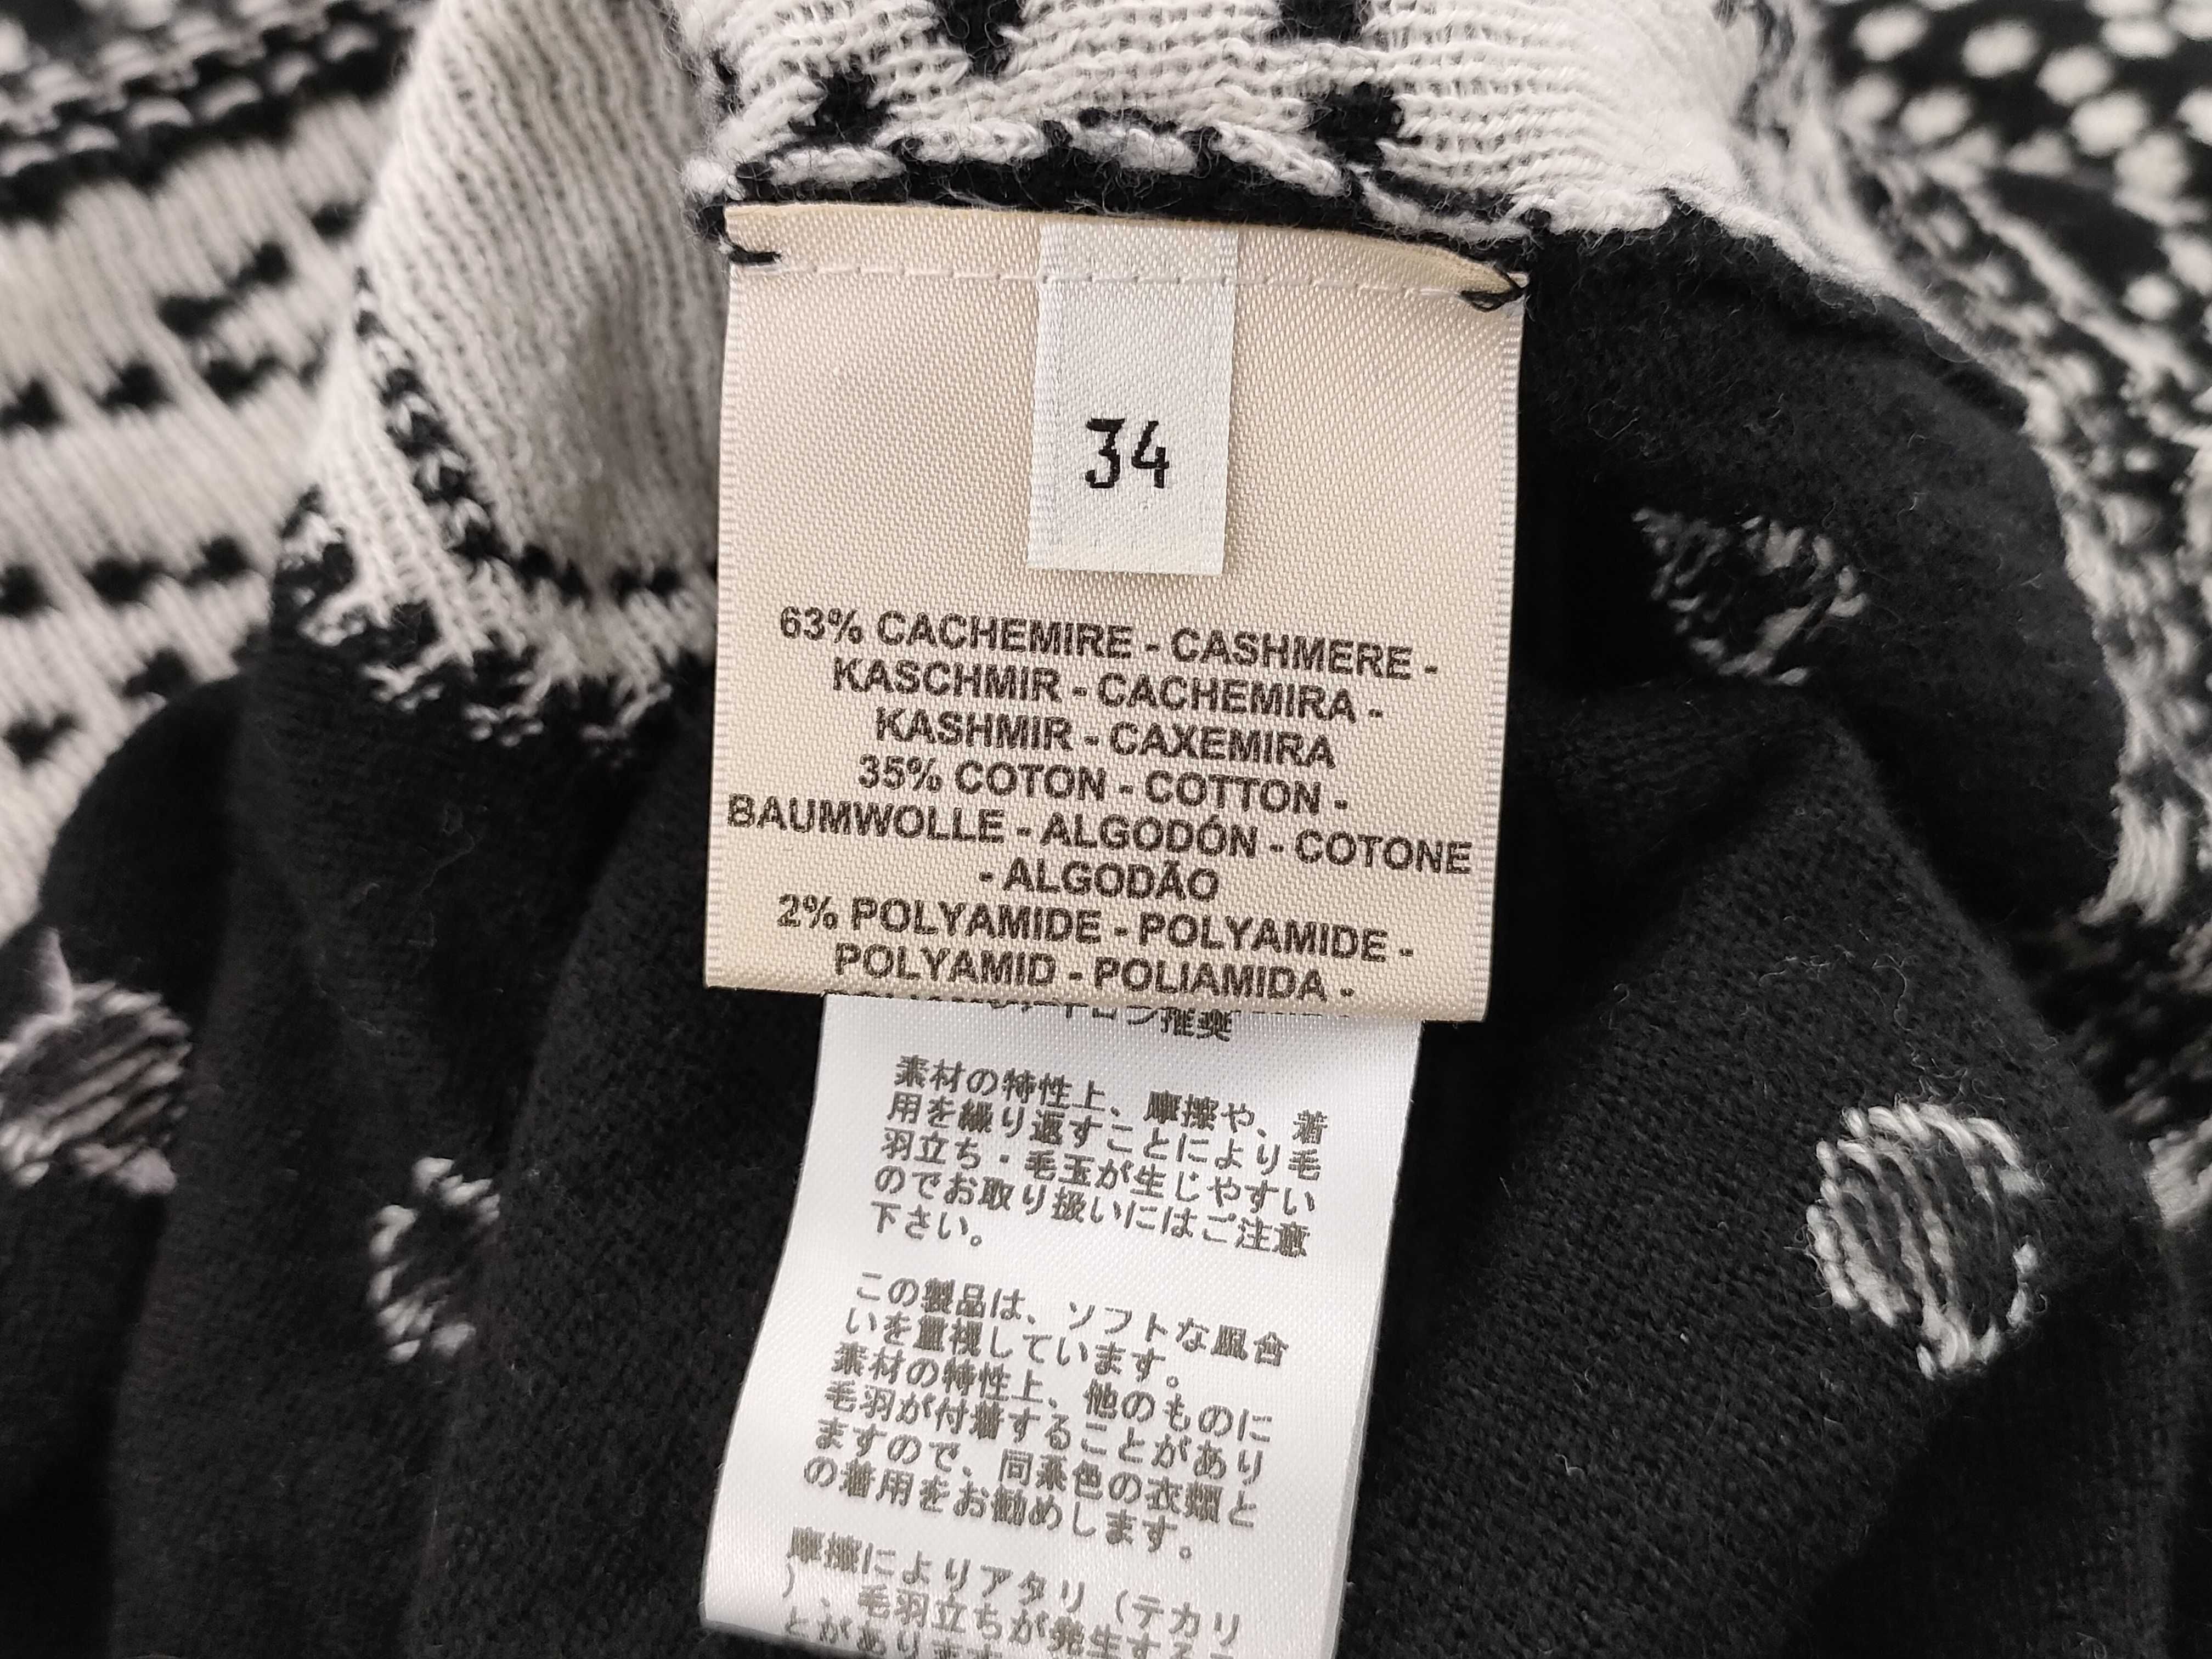 34
63% CACHEMIRE - CASHMERE -
KASCHMIR - CACHEMIRA -
KASHMIR - CAXEMIRA
35% COTON - COTTON -
BAUMWOLLE - ALGODÓN - COTONE
- ALGODÃO
2% POLYAMIDE - POLYAMIDE -
POLYAMID - POLIAMIDA -
推奨
素材の特性上、摩擦や、着
用を繰り返すことにより毛
羽立ち・毛玉が生じやすい
のでお取り扱いにはご注意
下さい。
この製品は、ソフトな風合
いを重視しています。
素材の特性上、他のものに
毛羽が付着することがあり
ますので、同系色の衣類と
の着用をお勧めします。
摩擦によりアタリ（テカリ
）、毛羽立ちが発生する
とがあります